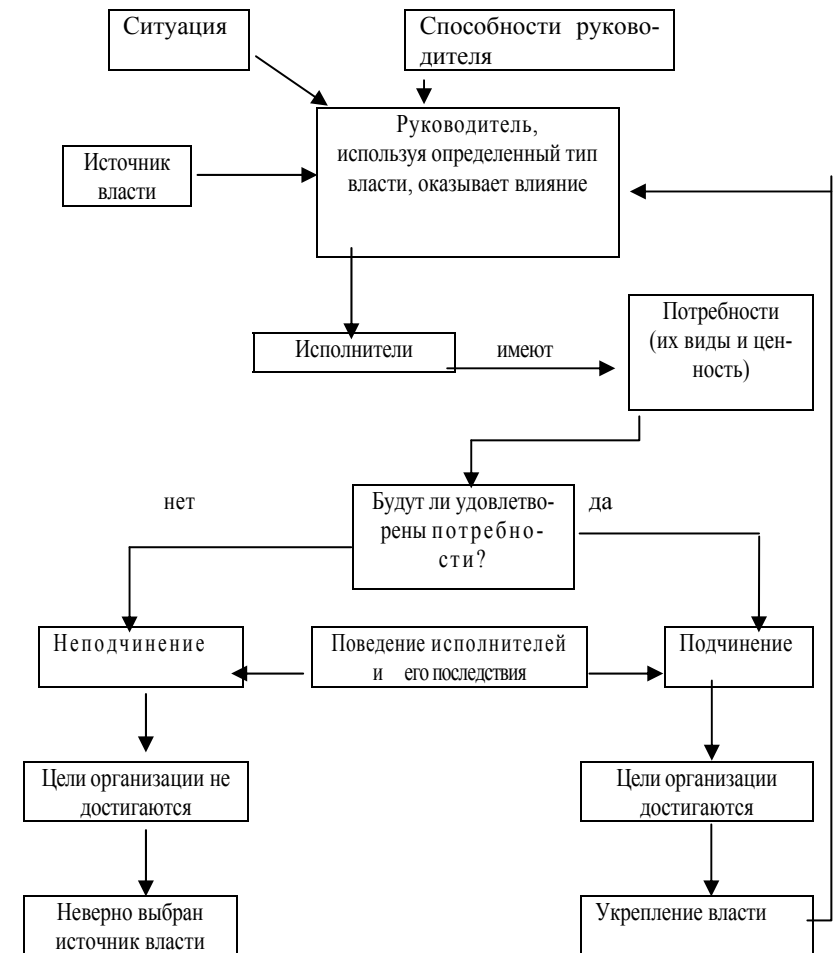 Ситуация
Способности руково-
дителя
Руководитель,
используя определенный тип
власти, оказывает влияние
Источник
власти
Потребности
(их виды и цен-
ность)
Исполнители
имеют
нет
Будут ли удовлетво-
рены потребно-
сти?
да
Неподчинение
Поведение исполнителей
и его последствия
Подчинение
Цели организации не
достигаются
Цели организации
достигаются
Неверно выбран
источник власти
Укрепление власти